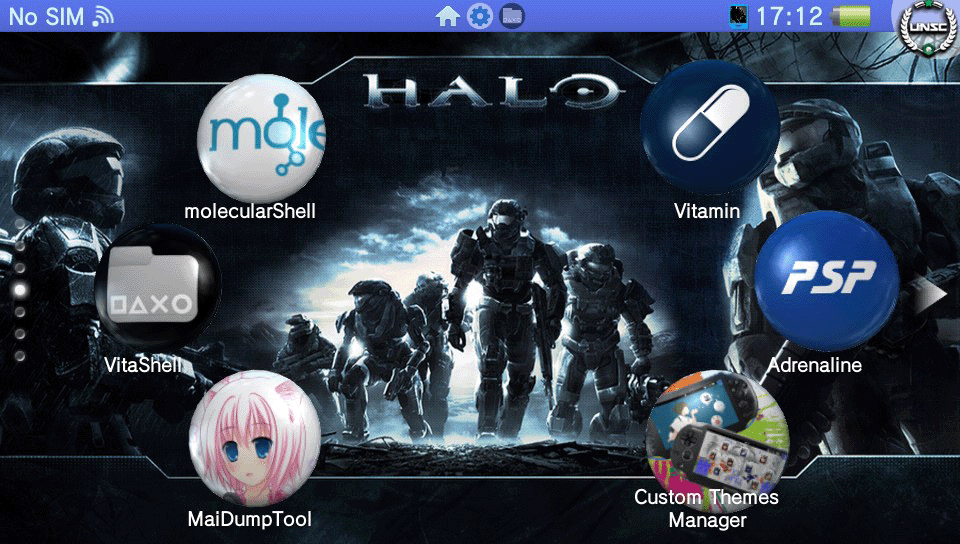 No SIM
17:12
UNSC
HALO
mole
molecularShell
Vitamin
PSP
VitaShell
Adrenaline
MaiDumpTool
Custom Themes
Manager